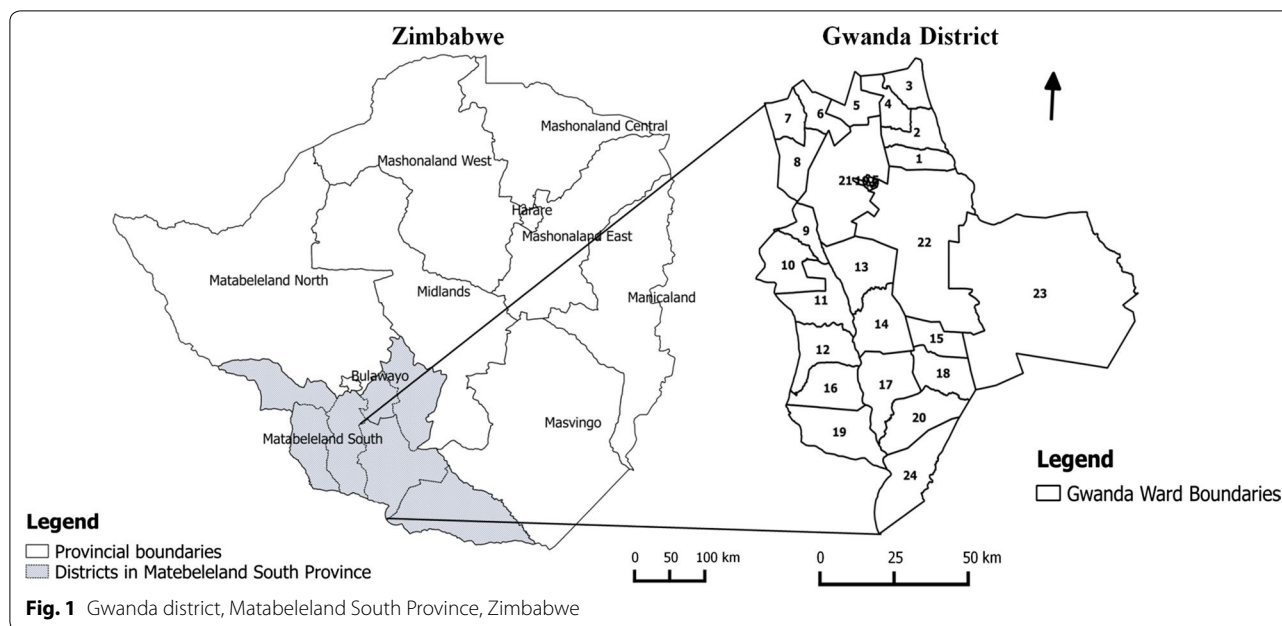 Zimbabwe
Gwanda District
Mashonaland Central
Mashonaland West
Harare
Mashonaland East
Matabeleland North
Midlands
Manicaland
Bulawayo
Matabeleland South
Masvingo
3
5
4
7
6
2
1
8
21
9
22
10
13
23
11
14
15
12
18
16
17
20
19
24
Legend
Provincial boundaries
Districts in Matebeleland South Province
0 50 100 km
0 25 50 km
Legend
Gwanda Ward Boundaries
Fig. 1 Gwanda district, Matabeleland South Province, Zimbabwe